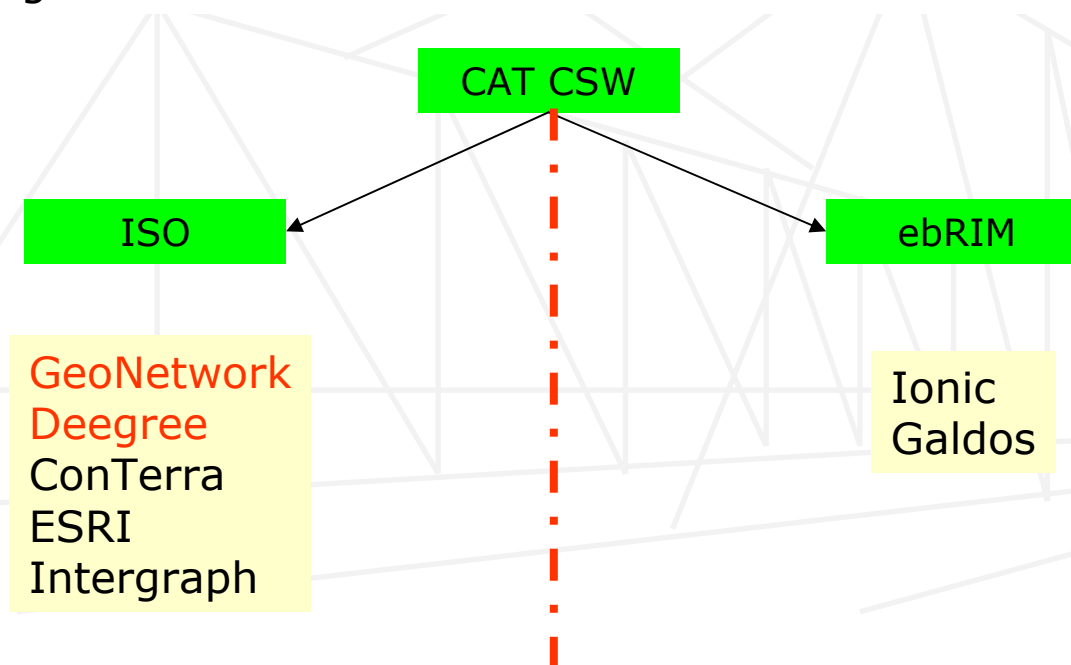 CAT CSW
ISO
ebRIM
GeoNetwork
Deegree
ConTerra
ESRI
Intergraph
Ionic
Galdos